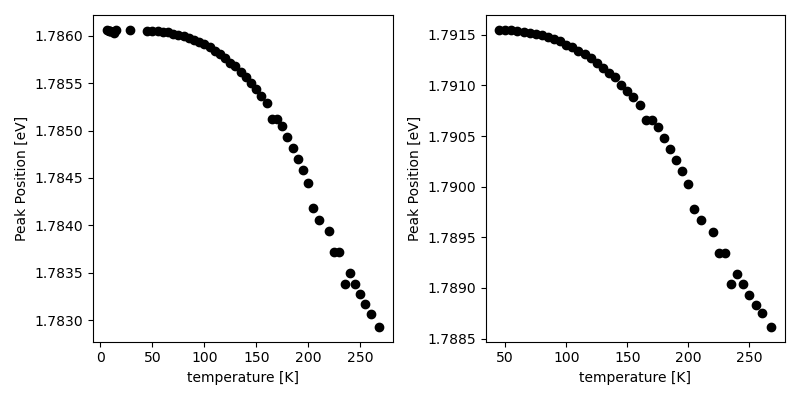 1.7860
1.7855
1.7850
1.7845
1.7840
1.7835
1.7830
Peak Position [eV]
0 50 100 150 200 250
temperature [K]
1.7915
1.7910
1.7905
1.7900
1.7895
1.7890
1.7885
Peak Position [eV]
50 100 150 200 250
temperature [K]